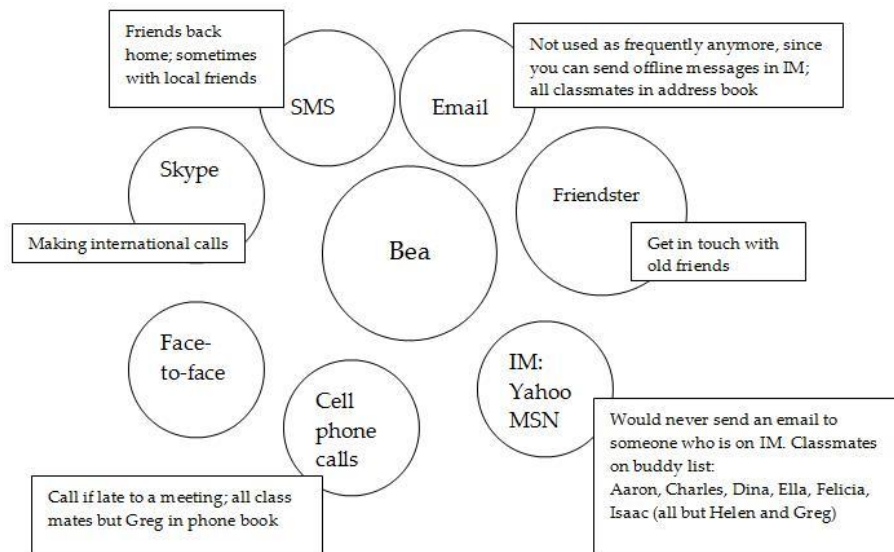 Friends back
home; sometimes
with local friends
SMS
Email
Not used as frequently anymore, since
you can send offline messages in IM;
all classmates in address book
Skype
Making international calls
Bea
Friendster
Get in touch with
old friends
Face-
to-face
Cell
phone
calls
Call if late to a meeting; all class
mates but Greg in phone book
IM:
Yahoo
MSN
Would never send an email to
someone who is on IM. Classmates
on buddy list:
Aaron, Charles, Dina, Ella, Felicia,
Isaac (all but Helen and Greg)